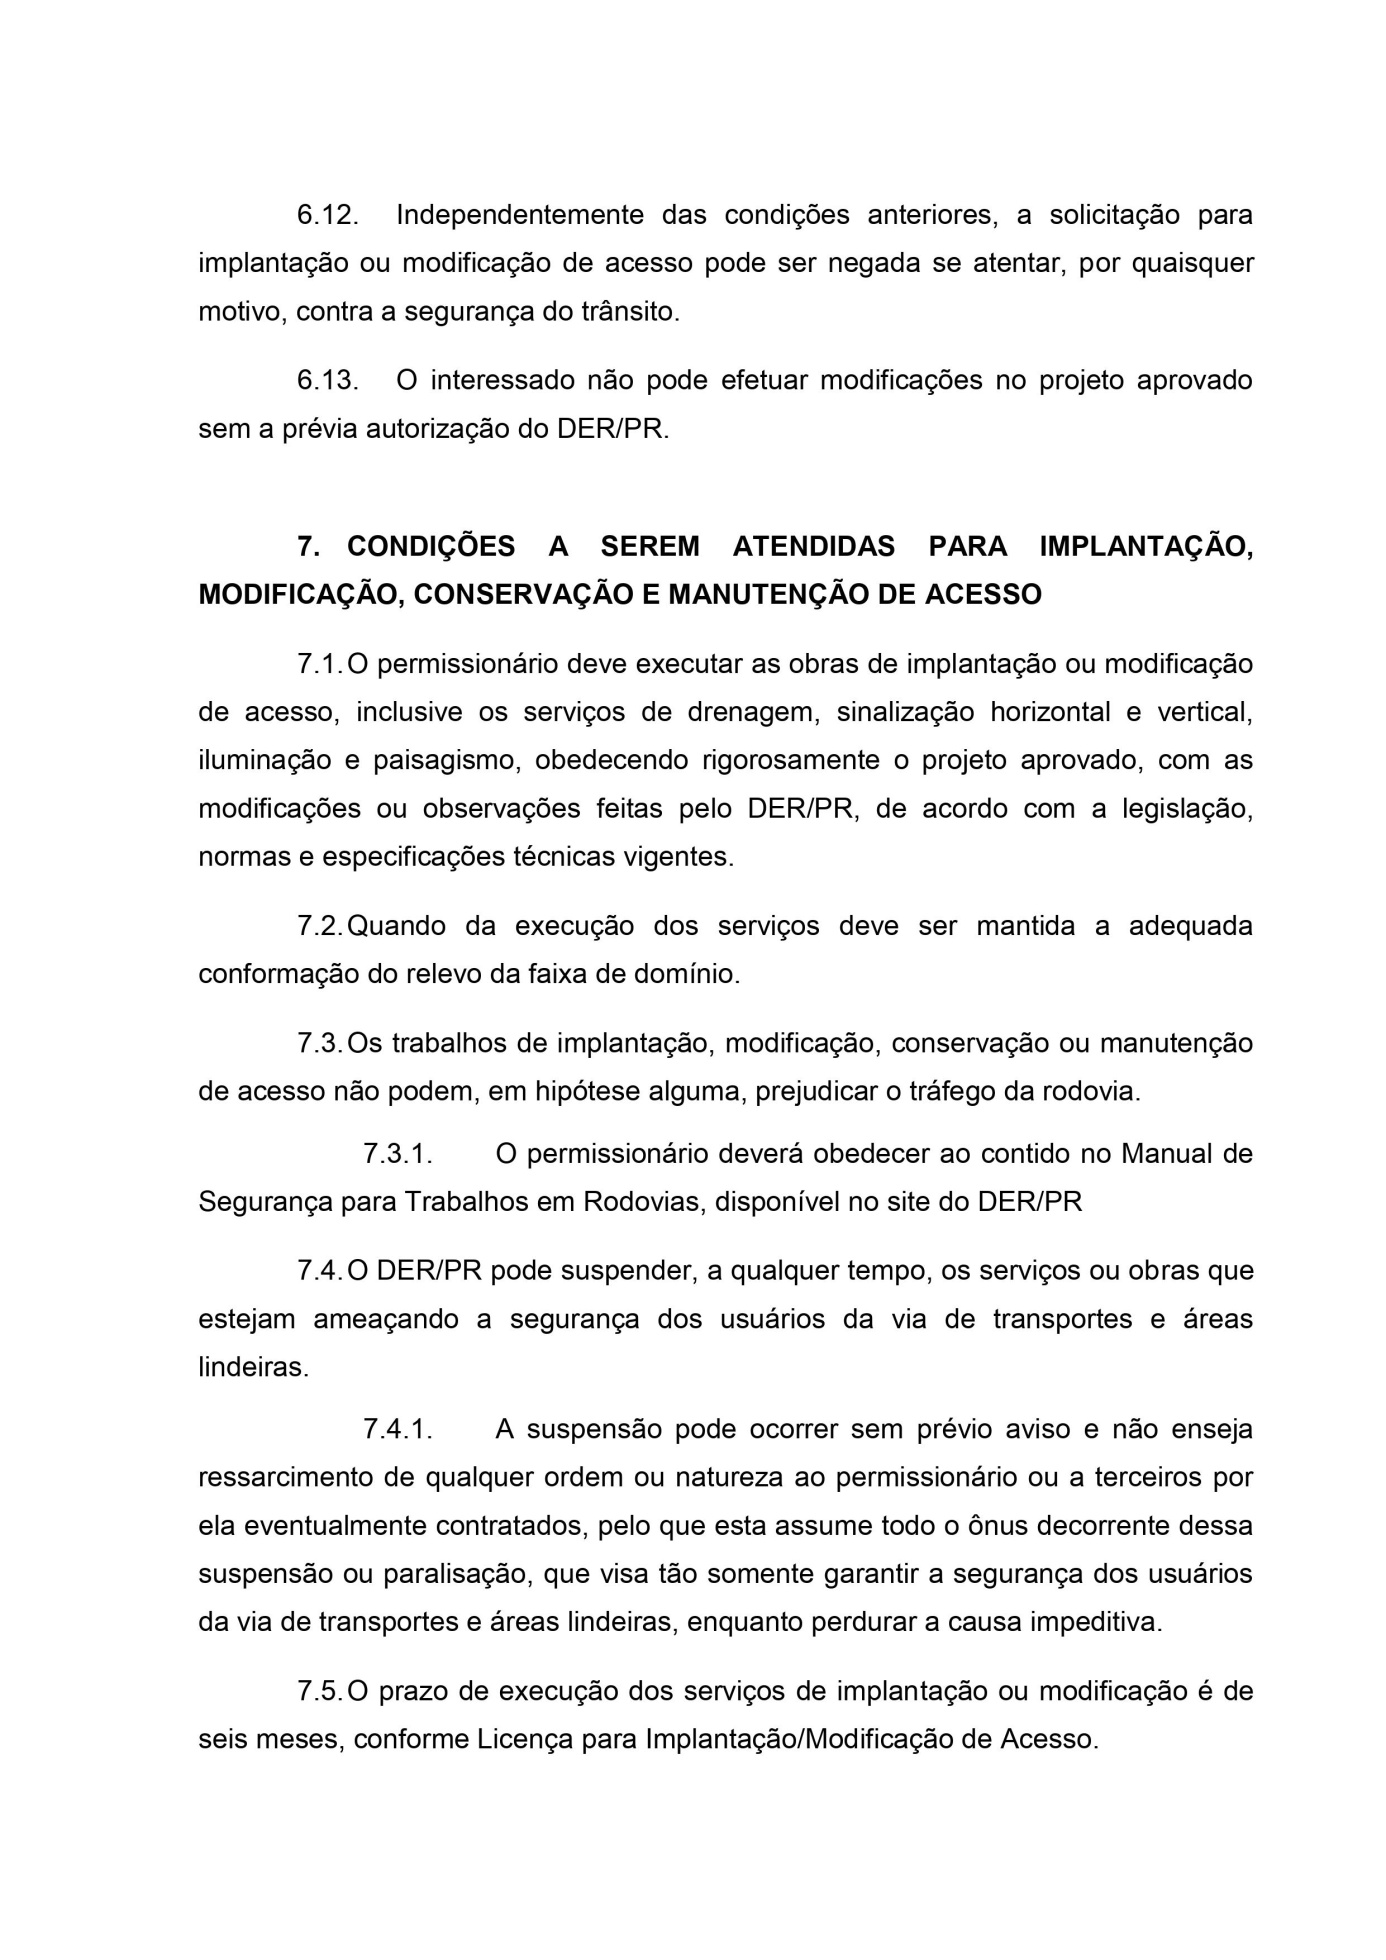 6.12. Independentemente das condições anteriores, a solicitação para
implantação ou modificação de acesso pode ser negada se atentar, por quaisquer
motivo, contra a segurança do trânsito.
6.13. O interessado não pode efetuar modificações no projeto aprovado
sem a prévia autorização do DER/PR.
7. CONDIÇÕES A SEREM ATENDIDAS PARA IMPLANTAÇÃO,
MODIFICAÇÃO, CONSERVAÇÃO E MANUTENÇÃO DE ACESSO
7.1. O permissionário deve executar as obras de implantação ou modificação
de acesso, inclusive os serviços de drenagem, sinalização horizontal e vertical,
iluminação e paisagismo, obedecendo rigorosamente o projeto aprovado, com as
modificações ou observações feitas pelo DER/PR, de acordo com a legislação,
normas e especificações técnicas vigentes.
7.2. Quando da execução dos serviços deve ser mantida a adequada
conformação do relevo da faixa de domínio.
7.3. Os trabalhos de implantação, modificação, conservação ou manutenção
de acesso não podem, em hipótese alguma, prejudicar o tráfego da rodovia.
7.3.1. O permissionário deverá obedecer ao contido no Manual de
Segurança para Trabalhos em Rodovias, disponível no site do DER/PR
7.4. O DER/PR pode suspender, a qualquer tempo, os serviços ou obras que
estejam ameaçando a segurança dos usuários da via de transportes e áreas
lindeiras.
7.4.1. A suspensão pode ocorrer sem prévio aviso e não enseja
ressarcimento de qualquer ordem ou natureza ao permissionário ou a terceiros por
ela eventualmente contratados, pelo que esta assume todo o ônus decorrente dessa
suspensão ou paralisação, que visa tão somente garantir a segurança dos usuários
da via de transportes e áreas lindeiras, enquanto perdurar a causa impeditiva.
7.5. O prazo de execução dos serviços de implantação ou modificação é de
seis meses, conforme Licença para Implantação/Modificação de Acesso.